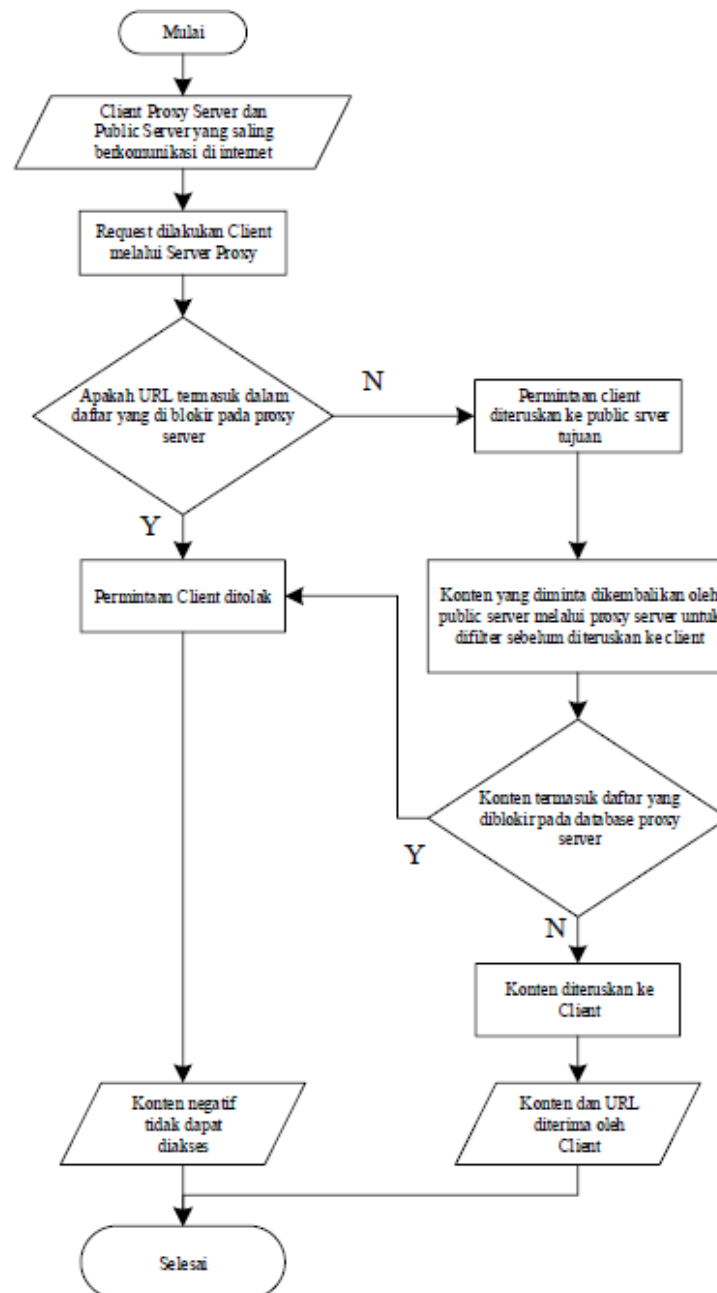 Mulai
Client Proxy Server dan
Public Server yang saling
berkomunikasi di internet
Request dilakukan Client
melalui Server Proxy
Apakah URL termasuk dalam
daftar yang di blokir pada proxy
server
N
Permintaan client
diteruskan ke public srver
tujuan
Y
Permintaan Client ditolak
Konten yang diminta dikembalikan oleh
public server melalui proxy server untuk
difilter sebelum diteruskan ke client
Konten termasuk daftar yang
diblokir pada database proxy
server
Y
N
Konten diteruskan ke
Client
Konten negatif
tidak dapat
diakses
Konten dan URL
diterima oleh
Client
Selesai